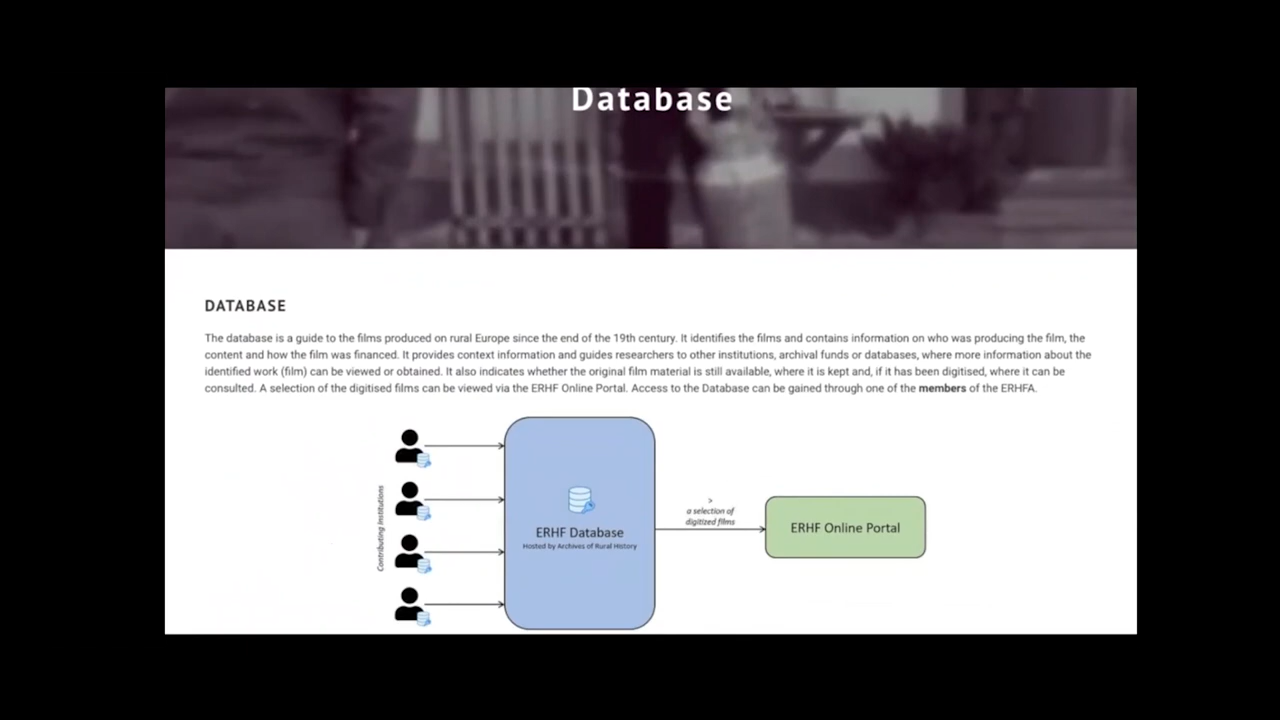 Database
DATABASE
The database is a guide to the films produced on rural Europe since the end of the 19th century. It identifies the films and contains information on who was producing the film, the
content and how the film was financed. It provides context information and guides researchers to other institutions, archival funds or databases, where more information about the
identified work (film) can be viewed or obtained. It also indicates whether the original film material is still available, where it is kept and, if it has been digitised, where it can be
consulted. A selection of the digitised films can be viewed via the ERHF Online Portal. Access to the Database can be gained through one of the members of the ERHFA.
Contributing Institutions
ERHF Database
Hosted by Archives of Rural History
>
a selection of
digitized films
ERHF Online Portal